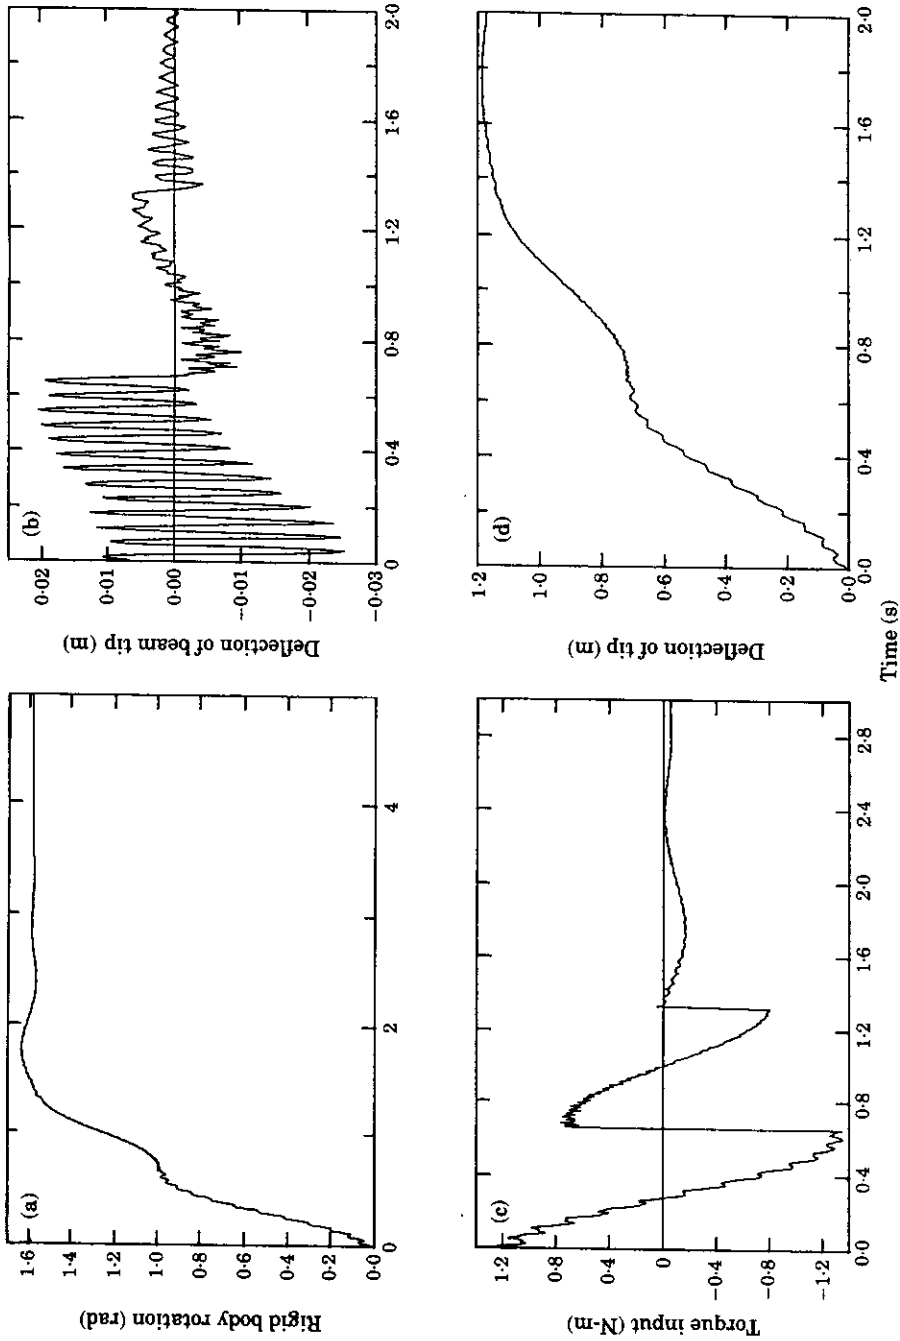 (a)
Rigid body rotation (rad)
1·6
1·4
1·2
1·0
0·8
0·6
0·4
0·2
0·0
0 2 4
(b)
Deflection of beam tip (m)
0·02
0·01
0·00
−0·01
−0·02
−0·03
0 0·4 0·8 1·2 1·6 2·0
(c)
Torque input (N-m)
1·2
0·8
0·4
0
−0·4
−0·8
−1·2
0·0 0·4 0·8 1·2 1·6 2·0 2·4 2·8
(d)
Deflection of tip (m)
1·2
1·0
0·8
0·6
0·4
0·2
0·0
0·0 0·4 0·8 1·2 1·6 2·0
Time (s)